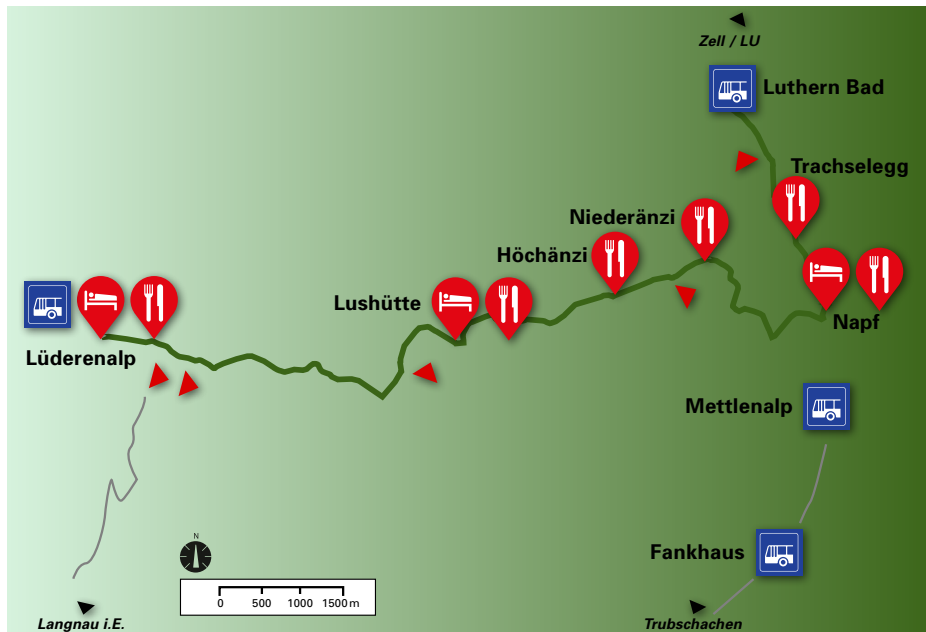 Zell / LU
Luthern Bad
Trachselegg
Niederänzi
Höchänzi
Lushütte
Napf
Lüderenalp
Mettlenalp
Fankhaus
N
0 500 1000 1500 m
Langnau i.E.
Trubschachen